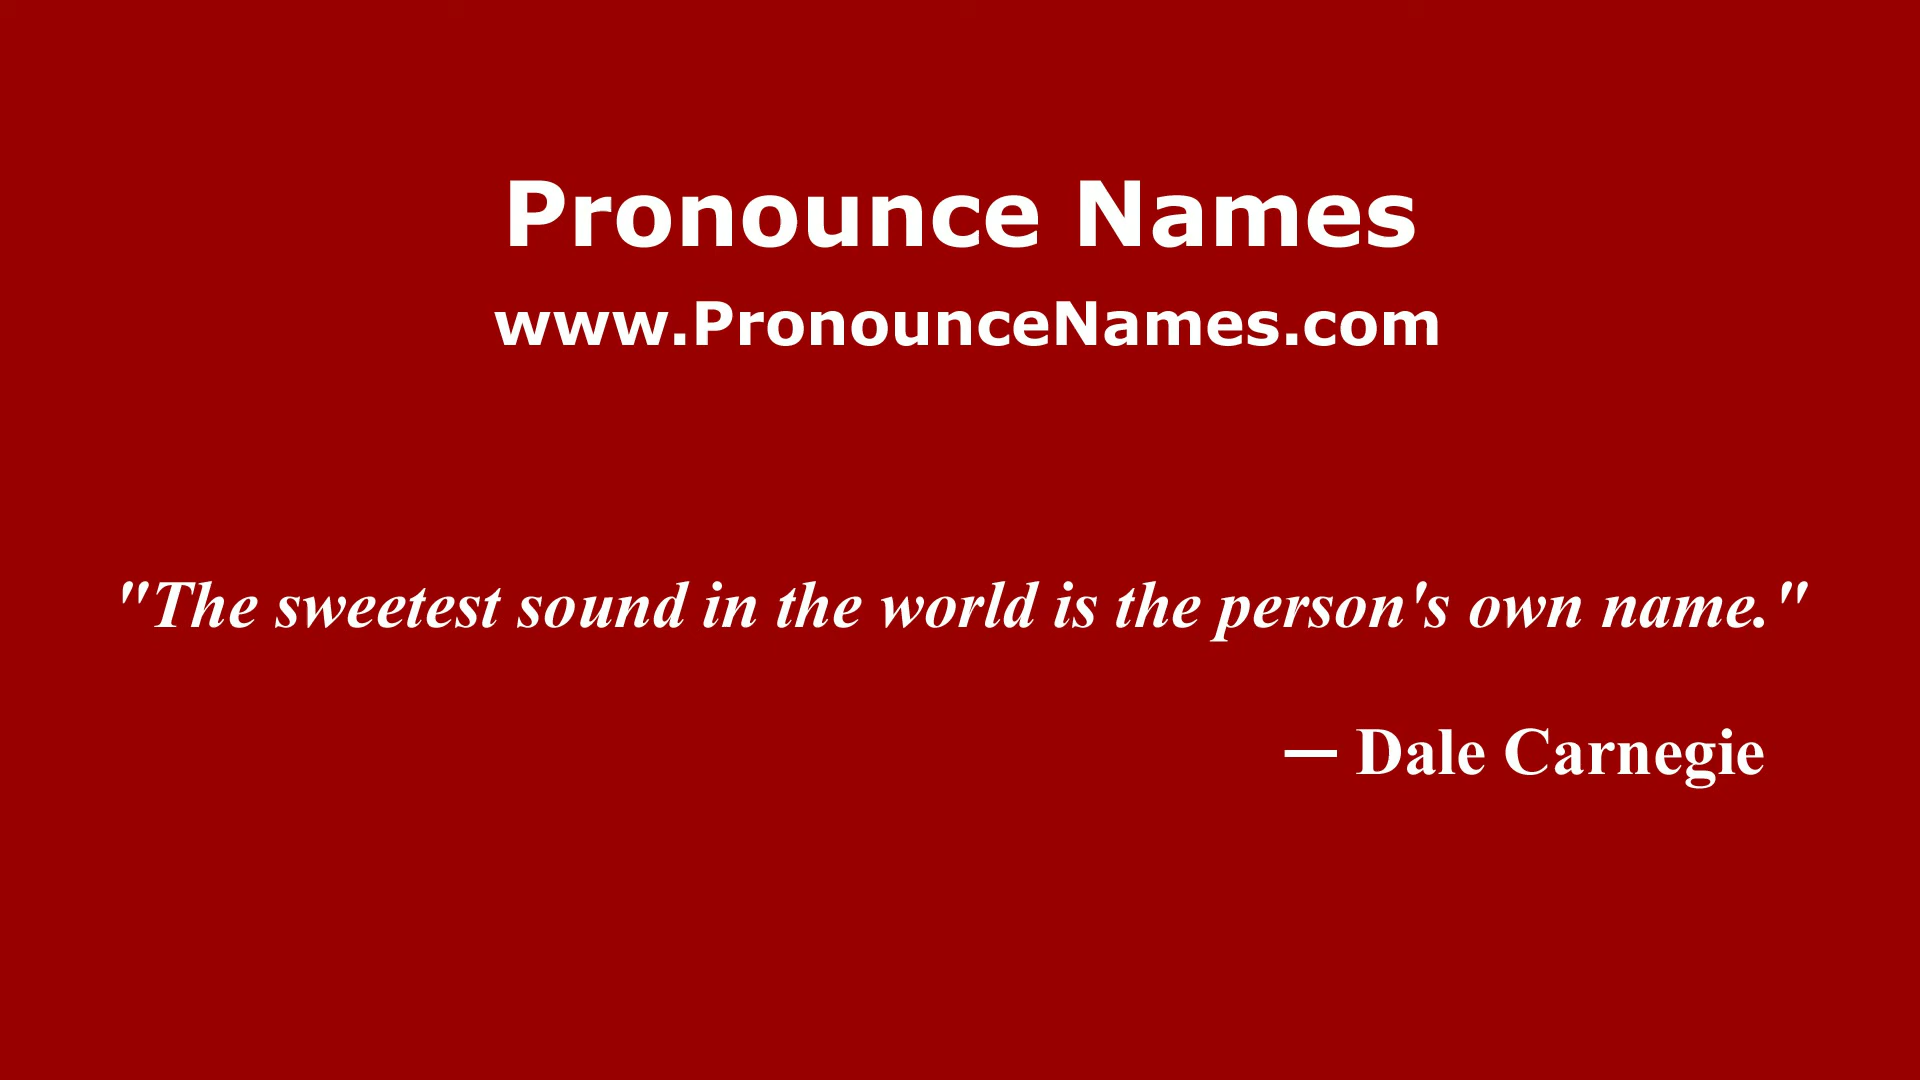 Pronounce Names
www.PronounceNames.com
"The sweetest sound in the world is the person's own name."
— Dale Carnegie